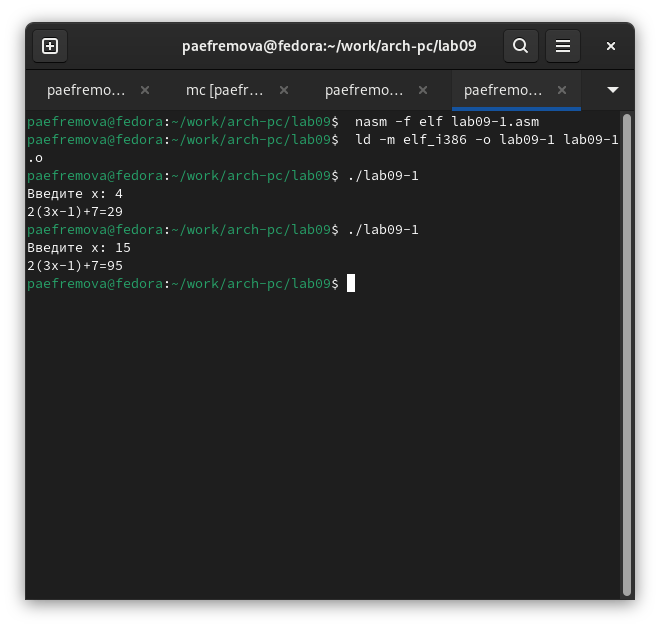 paefremova@fedora:~/work/arch-pc/lab09
paefremo...
mc [paefr...
paefremo...
paefremo...
paefremova@fedora:~/work/arch-pc/lab09$  nasm -f elf lab09-1.asm
paefremova@fedora:~/work/arch-pc/lab09$  ld -m elf_i386 -o lab09-1 lab09-1
.o
paefremova@fedora:~/work/arch-pc/lab09$ ./lab09-1
Введите x: 4
2(3x-1)+7=29
paefremova@fedora:~/work/arch-pc/lab09$ ./lab09-1
Введите x: 15
2(3x-1)+7=95
paefremova@fedora:~/work/arch-pc/lab09$